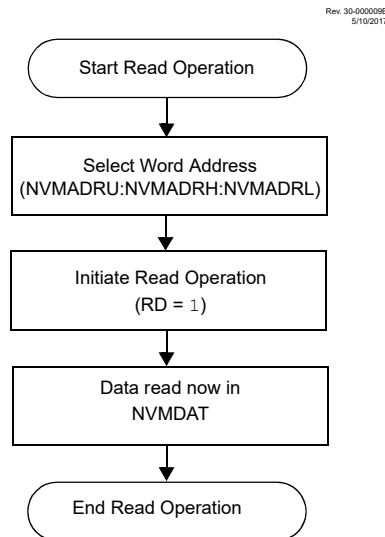 Rev. 30-000009B
5/10/2017
Start Read Operation
Select Word Address
(NVMADRU:NVMADRH:NVMADRL)
Initiate Read Operation
(RD = 1)
Data read now in
NVMDAT
End Read Operation